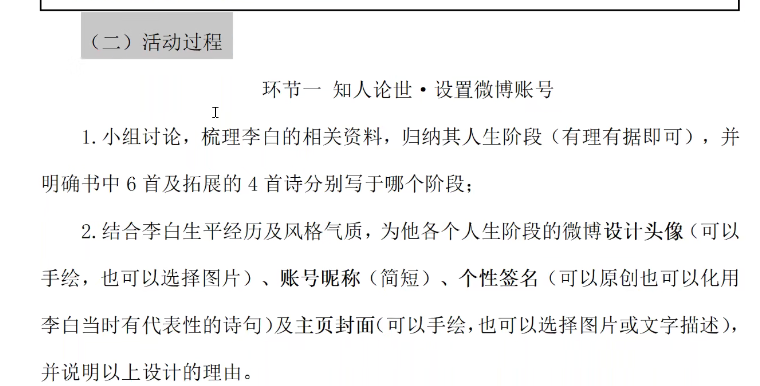 （二）活动过程
环节一 知人论世·设置微博账号
1.小组讨论，梳理李白的相关资料，归纳其人生阶段（有理有据即可），并
明确书中 6 首及拓展的 4 首诗分别写于哪个阶段；
2.结合李白生平经历及风格气质，为他各个人生阶段的微博设计头像（可以
手绘，也可以选择图片）、账号昵称（简短）、个性签名（可以原创也可以化用
李白当时有代表性的诗句）及主页封面（可以手绘，也可以选择图片或文字描述），
并说明以上设计的理由。